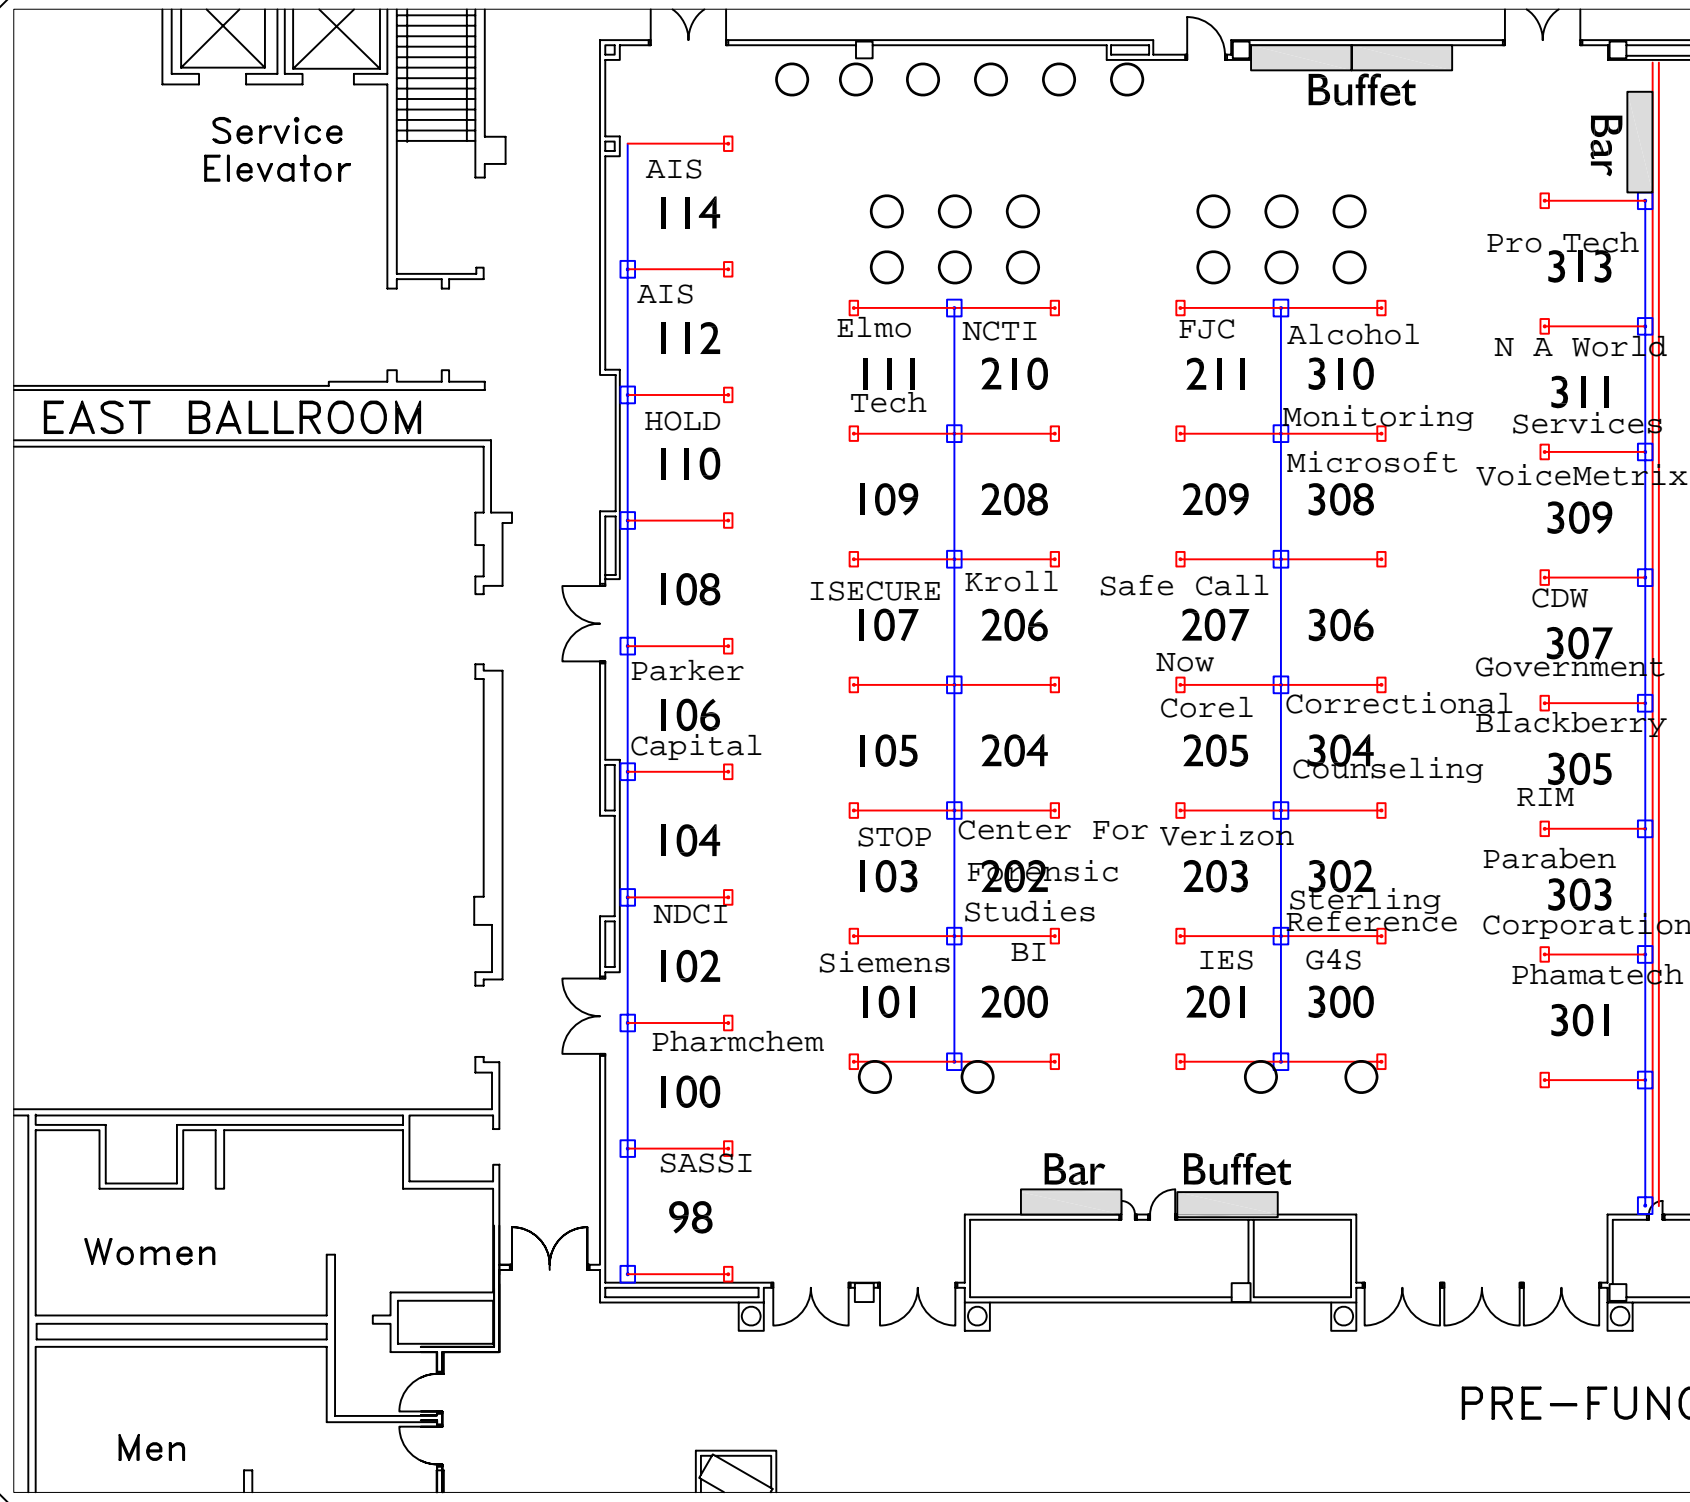 Service
Elevator
EAST BALLROOM
Women
Men
AIS
114
AIS
112
HOLD
110
108
Parker
106
Capital
104
NDCI
102
Pharmchem
100
SASSI
98
Elmo
111
Tech
109
ISECURE
107
105
STOP
103
Siemens
101
NCTI
210
208
Kroll
206
204
Center For
202
Forensic
Studies
BI
200
Bar
Buffet
FJC
211
209
Safe Call
207
Now
Corel
205
Verizon
203
IES
201
Buffet
Alcohol
310
Monitoring
Microsoft
308
306
Correctional
304
Counseling
302
Sterling
Reference
G4S
300
Bar
Pro Tech
313
N A World
311
Services
VoiceMetrix
309
CDW
307
Government
Blackberry
305
RIM
Paraben
303
Corporation
Phamatech
301
PRE-FUNC